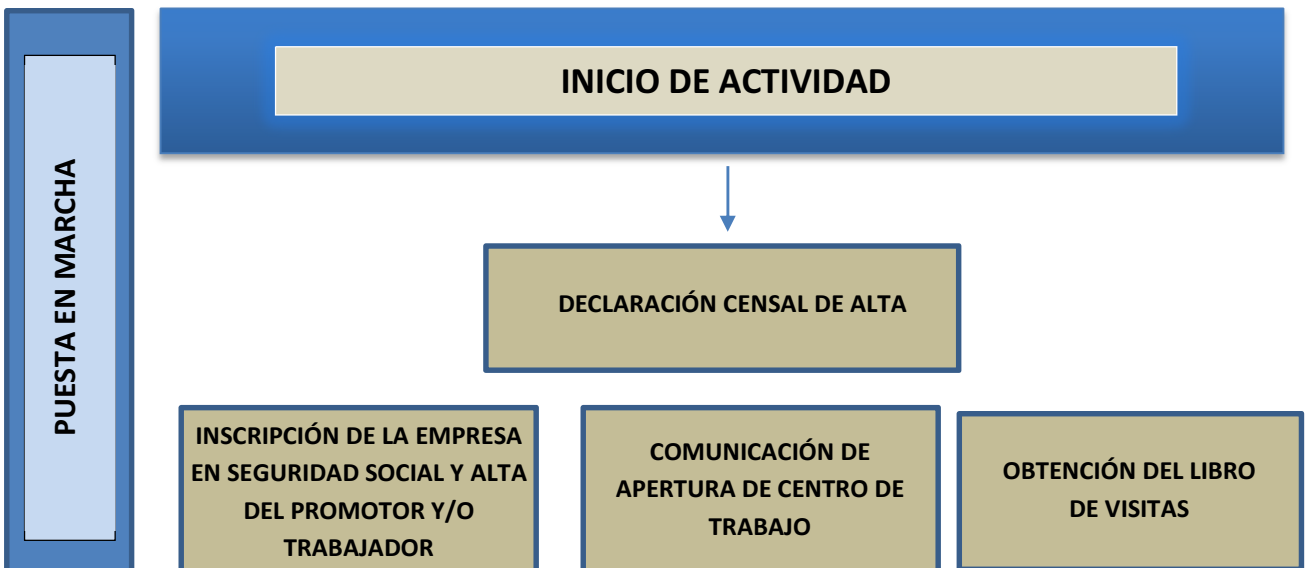 PUESTA EN MARCHA
INICIO DE ACTIVIDAD
DECLARACIÓN CENSAL DE ALTA
INSCRIPCIÓN DE LA EMPRESA
EN SEGURIDAD SOCIAL Y ALTA
DEL PROMOTOR Y/O
TRABAJADOR
COMUNICACIÓN DE
APERTURA DE CENTRO DE
TRABAJO
OBTENCIÓN DEL LIBRO
DE VISITAS